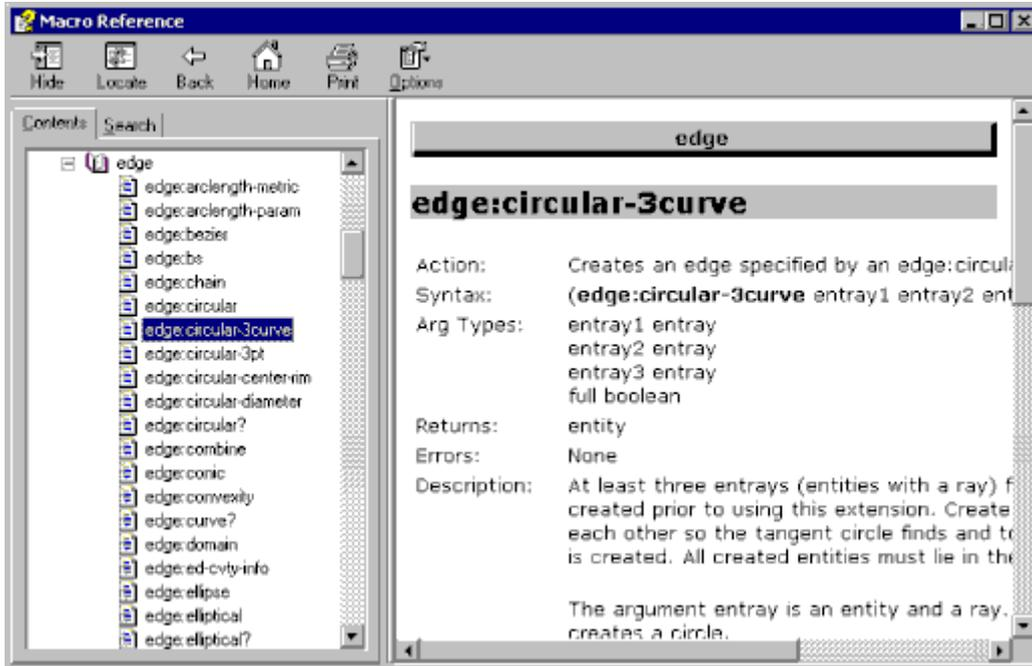 Macro Reference
Hide Locate Back Home Print Options
Contents Search
edge
edge:arclength-metric
edge:arclength-param
edge:bezier
edge:bs
edge:chain
edge:circular
edge:circular-3curve
edge:circular-3pt
edge:circular-center-rim
edge:circular-diameter
edge:circular?
edge:combine
edge:conic
edge:convexity
edge:curve?
edge:domain
edge:ed-cvty-info
edge:ellipse
edge:elliptical
edge:elliptical?
edge
edge:circular-3curve
Action: Creates an edge specified by an edge:circul
Syntax: (edge:circular-3curve entray1 entray2 ent
Arg Types: entray1 entray
entray2 entray
entray3 entray
full boolean
Returns: entity
Errors: None
Description: At least three entrays (entities with a ray) f
created prior to using this extension. Create
each other so the tangent circle finds and to
is created. All created entities must lie in the
The argument entray is an entity and a ray.
creates a circle.